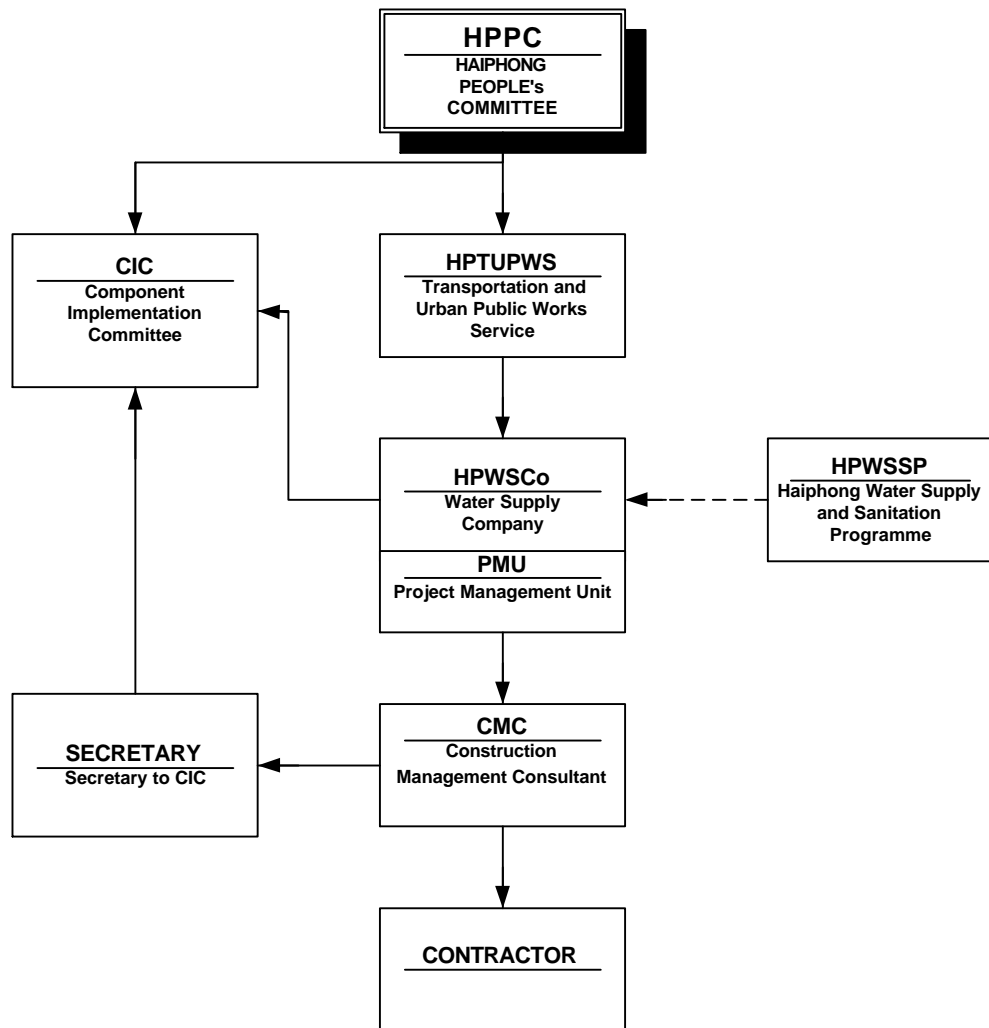 HPPC
HAIPHONG
PEOPLE's
COMMITTEE
CIC
Component
Implementation
Committee
HPTUPWS
Transportation and
Urban Public Works
Service
HPWSCo
Water Supply
Company
PMU
Project Management Unit
HPWSSP
Haiphong Water Supply
and Sanitation
Programme
SECRETARY
Secretary to CIC
CMC
Construction
Management Consultant
CONTRACTOR